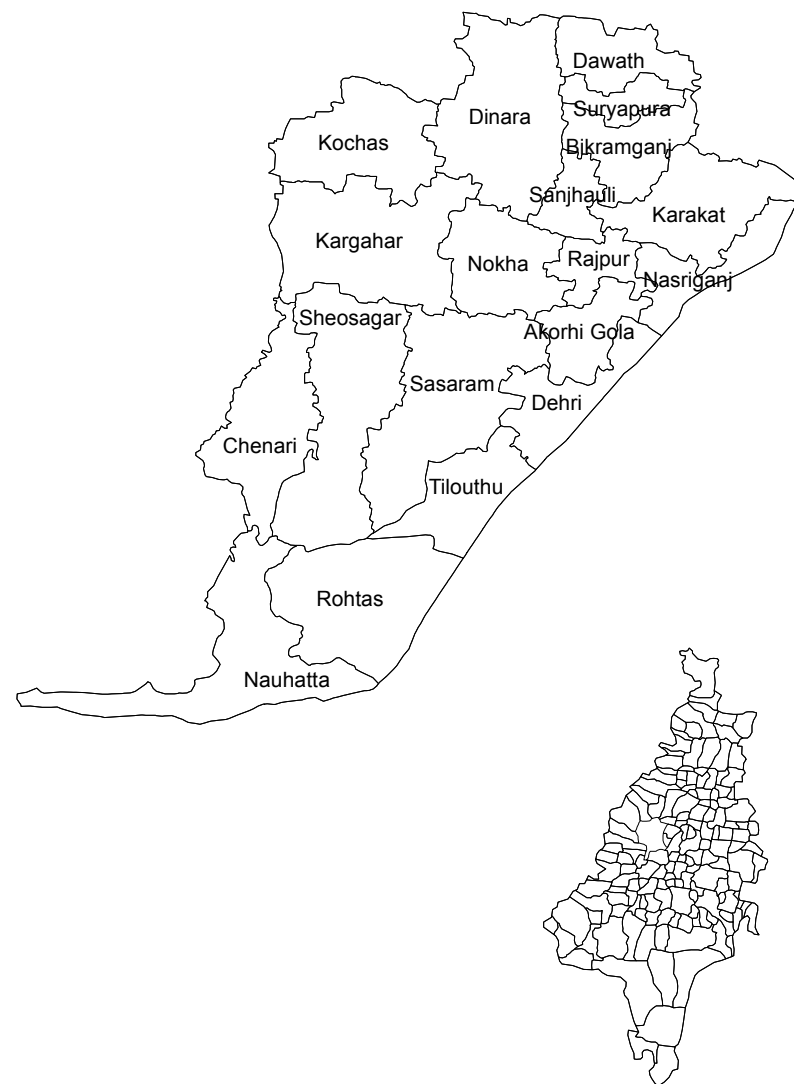 Dawath
Suryapura
Dinara
Kochas
Bikramganj
Sanjhauli
Karakat
Kargahar
Nokha
Rajpur
Nasriganj
Sheosagar
Akorhi Gola
Sasaram
Dehri
Chenari
Tilouthu
Rohtas
Nauhatta